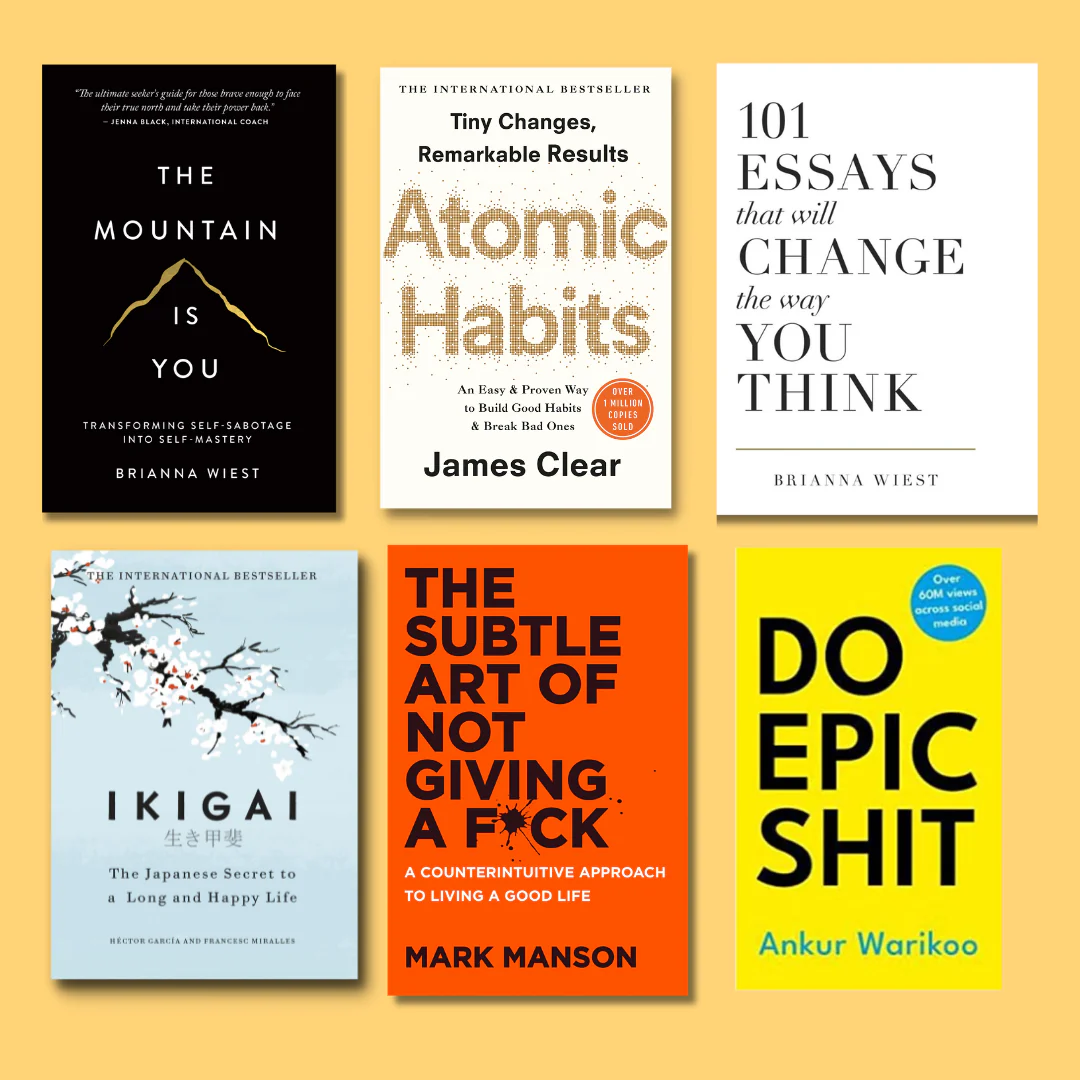 “The ultimate seeker’s guide for those brave enough to face
their true north and take their power back.”
— JENNA BLACK, INTERNATIONAL COACH
THE
MOUNTAIN
IS
YOU
TRANSFORMING SELF-SABOTAGE
INTO SELF-MASTERY
BRIANNA WIEST
THE INTERNATIONAL BESTSELLER
Tiny Changes,
Remarkable Results
Atomic
Habits
An Easy & Proven Way
to Build Good Habits
& Break Bad Ones
OVER
1 MILLION
COPIES
SOLD
James Clear
101
ESSAYS
that will
CHANGE
the way
YOU
THINK
BRIANNA WIEST
THE INTERNATIONAL BESTSELLER
IKIGAI
生き甲斐
The Japanese Secret to
a Long and Happy Life
HÉCTOR GARCÍA AND FRANCESC MIRALLES
THE
SUBTLE
ART OF
NOT
GIVING
A F*CK
A COUNTERINTUITIVE APPROACH
TO LIVING A GOOD LIFE
MARK MANSON
Over
60M views
across social
media
DO
EPIC
SHIT
Ankur Warikoo